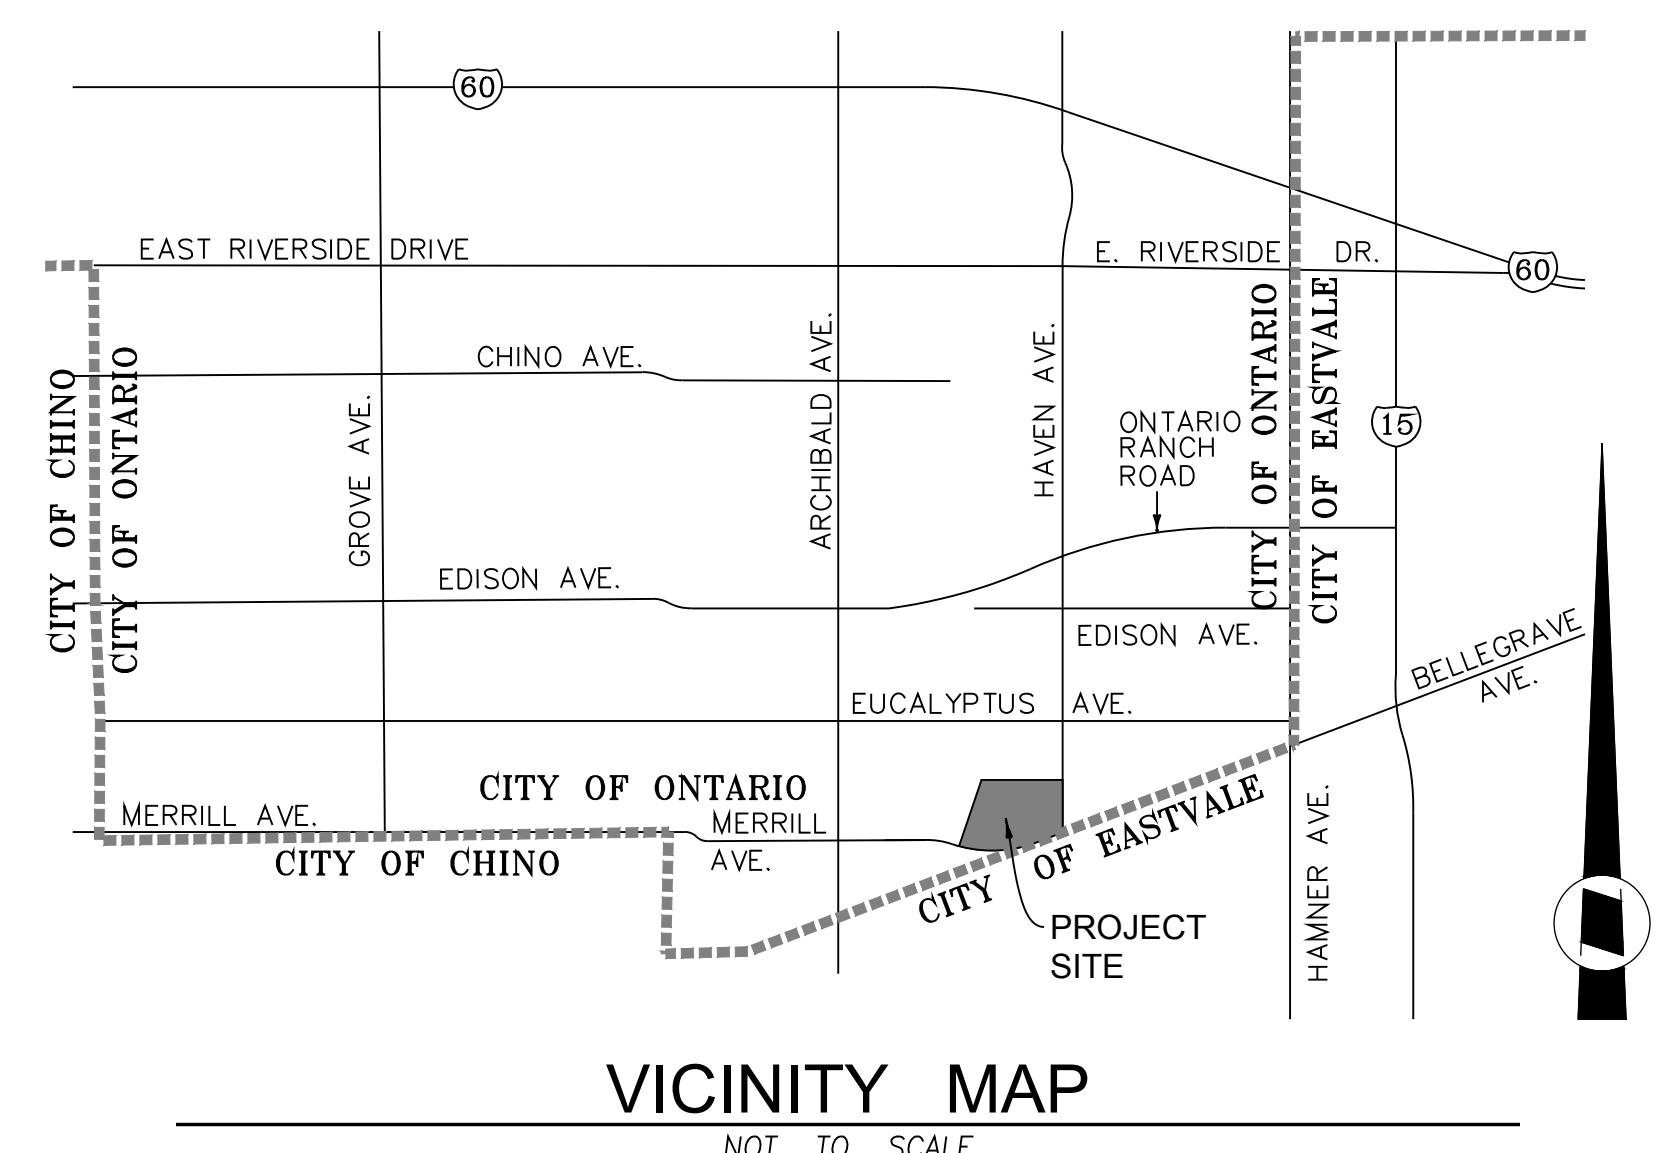 60
EAST RIVERSIDE DRIVE
E. RIVERSIDE DR.
60
CHINO AVE.
CITY OF CHINO
CITY OF ONTARIO
GROVE AVE.
ARCHIBALD AVE.
HAVEN AVE.
ONTARIO
RANCH
ROAD
CITY OF ONTARIO
CITY OF EASTVALE
15
EDISON AVE.
EDISON AVE.
BELLEGRAVE
AVE.
EUCALYPTUS AVE.
CITY OF ONTARIO
MERRILL AVE.
MERRILL
AVE.
CITY OF CHINO
CITY OF EASTVALE
HAMNER AVE.
PROJECT
SITE
VICINITY MAP
NOT TO SCALE